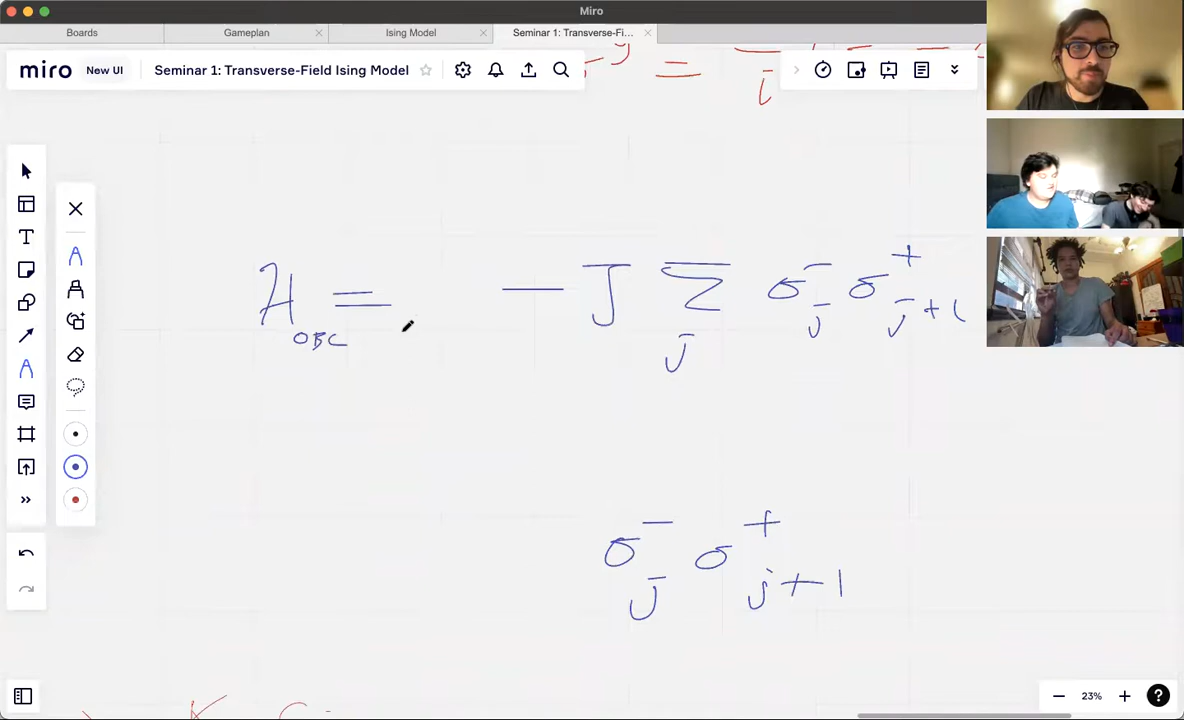 Miro
Boards Gameplan Ising Model Seminar 1: Transverse-Fi...
miro New UI Seminar 1: Transverse-Field Ising Model
=
i
H_OBC = - J Σ_j σ_j^- σ_{j+1}^+
σ_j^- σ_{j+1}^+
K
23%